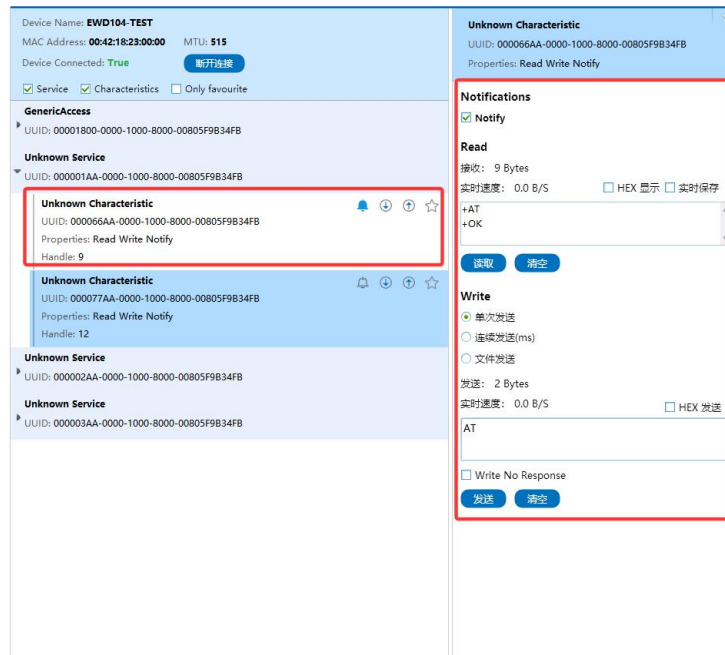 Device Name: EWD104-TEST
MAC Address: 00:42:18:23:00:00 MTU: 515
Device Connected: True 断开连接
Service Characteristics Only favourite
GenericAccess
UUID: 00001800-0000-1000-8000-00805F9B34FB
Unknown Service
UUID: 000001AA-0000-1000-8000-00805F9B34FB
Unknown Characteristic
UUID: 000066AA-0000-1000-8000-00805F9B34FB
Properties: Read Write Notify
Handle: 9
Unknown Characteristic
UUID: 000077AA-0000-1000-8000-00805F9B34FB
Properties: Read Write Notify
Handle: 12
Unknown Service
UUID: 000002AA-0000-1000-8000-00805F9B34FB
Unknown Service
UUID: 000003AA-0000-1000-8000-00805F9B34FB
Unknown Characteristic
UUID: 000066AA-0000-1000-8000-00805F9B34FB
Properties: Read Write Notify
Notifications
Notify
Read
接收: 9 Bytes
实时速度: 0.0 B/S HEX 显示 实时保存
+AT
+OK
读取 清空
Write
单次发送
连续发送(ms)
文件发送
发送: 2 Bytes
实时速度: 0.0 B/S HEX 发送
AT
Write No Response
发送 清空